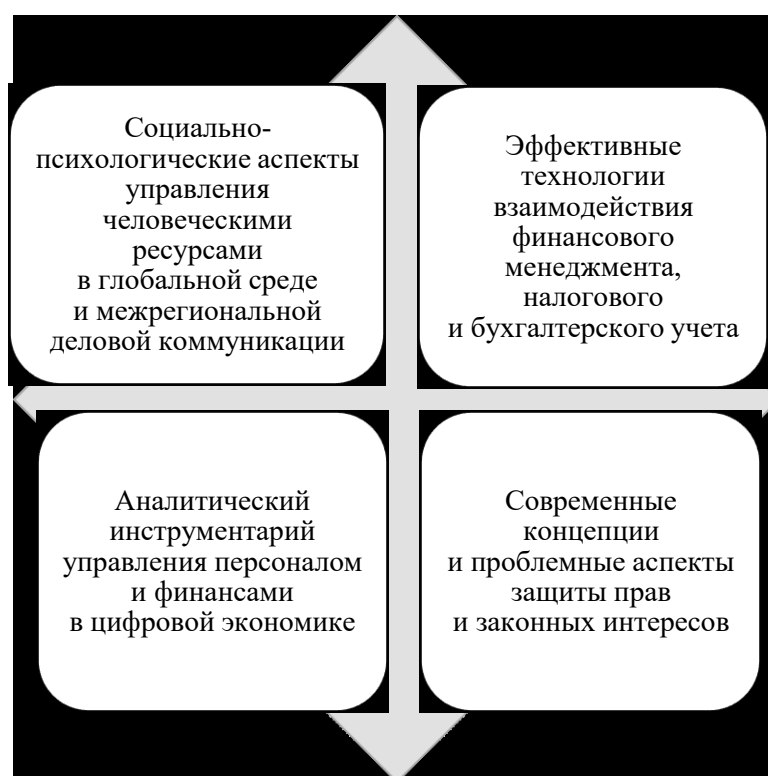 Социально-
психологические аспекты
управления
человеческими
ресурсами
в глобальной среде
и межрегиональной
деловой коммуникации
Эффективные
технологии
взаимодействия
финансового
менеджмента,
налогового
и бухгалтерского учета
Аналитический
инструментарий
управления персоналом
и финансами
в цифровой экономике
Современные
концепции
и проблемные аспекты
защиты прав
и законных интересов